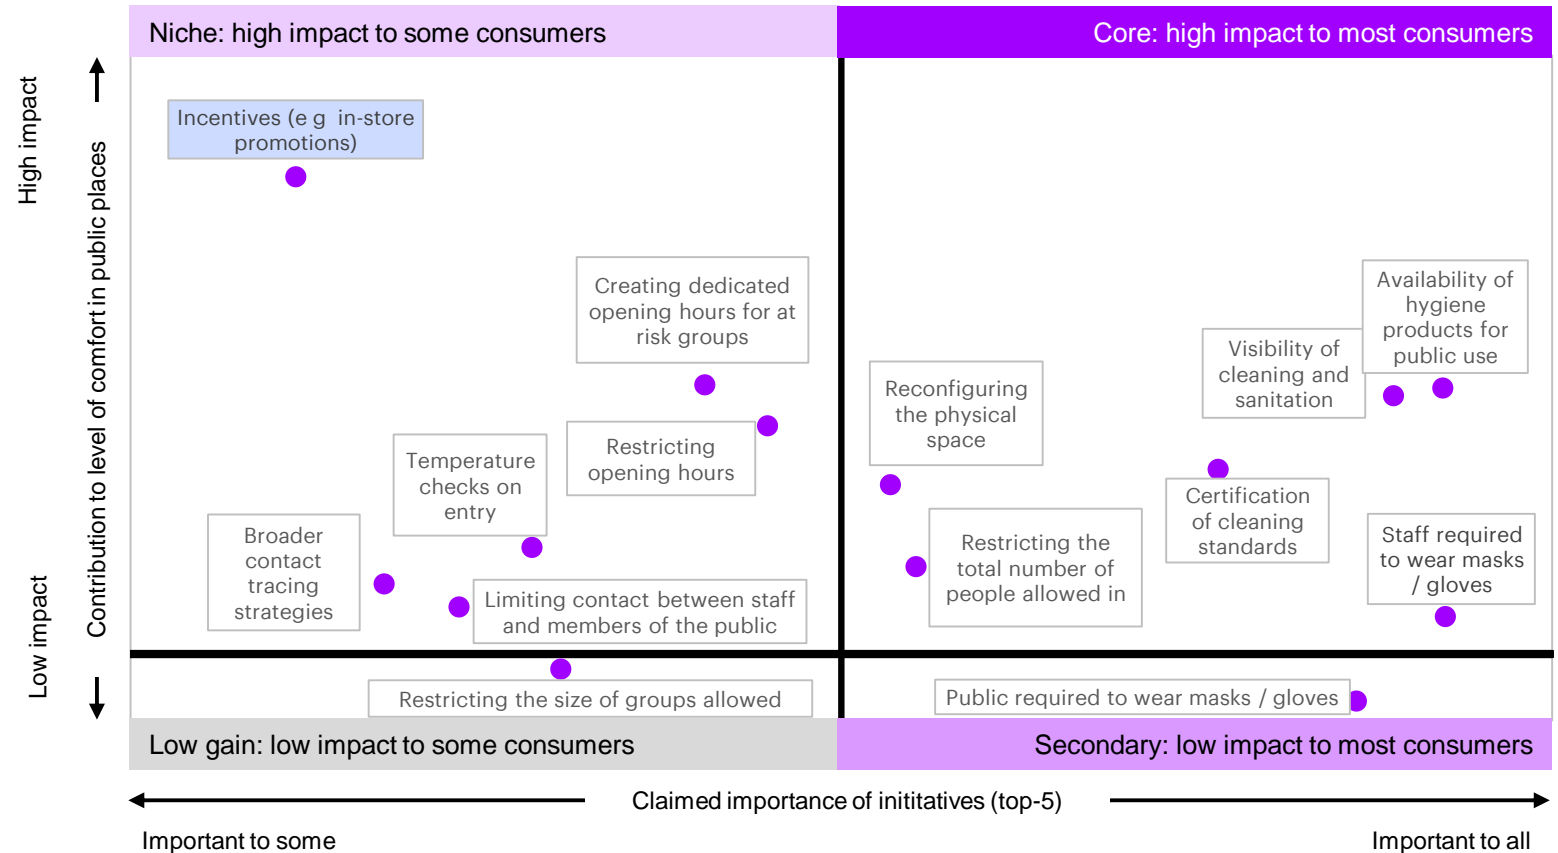 Niche: high impact to some consumers
Core: high impact to most consumers
High impact
Low impact
Contribution to level of comfort in public places
Incentives (e g  in-store
promotions)
Creating dedicated
opening hours for at
risk groups
Restricting
opening hours
Temperature
checks on
entry
Broader
contact
tracing
strategies
Limiting contact between staff
and members of the public
Restricting the size of groups allowed
Reconfiguring
the physical
space
Restricting the
total number of
people allowed in
Visibility of
cleaning and
sanitation
Availability of
hygiene
products for
public use
Certification
of cleaning
standards
Staff required
to wear masks
/ gloves
Public required to wear masks / gloves
Low gain: low impact to some consumers
Secondary: low impact to most consumers
Claimed importance of inititatives (top-5)
Important to some
Important to all